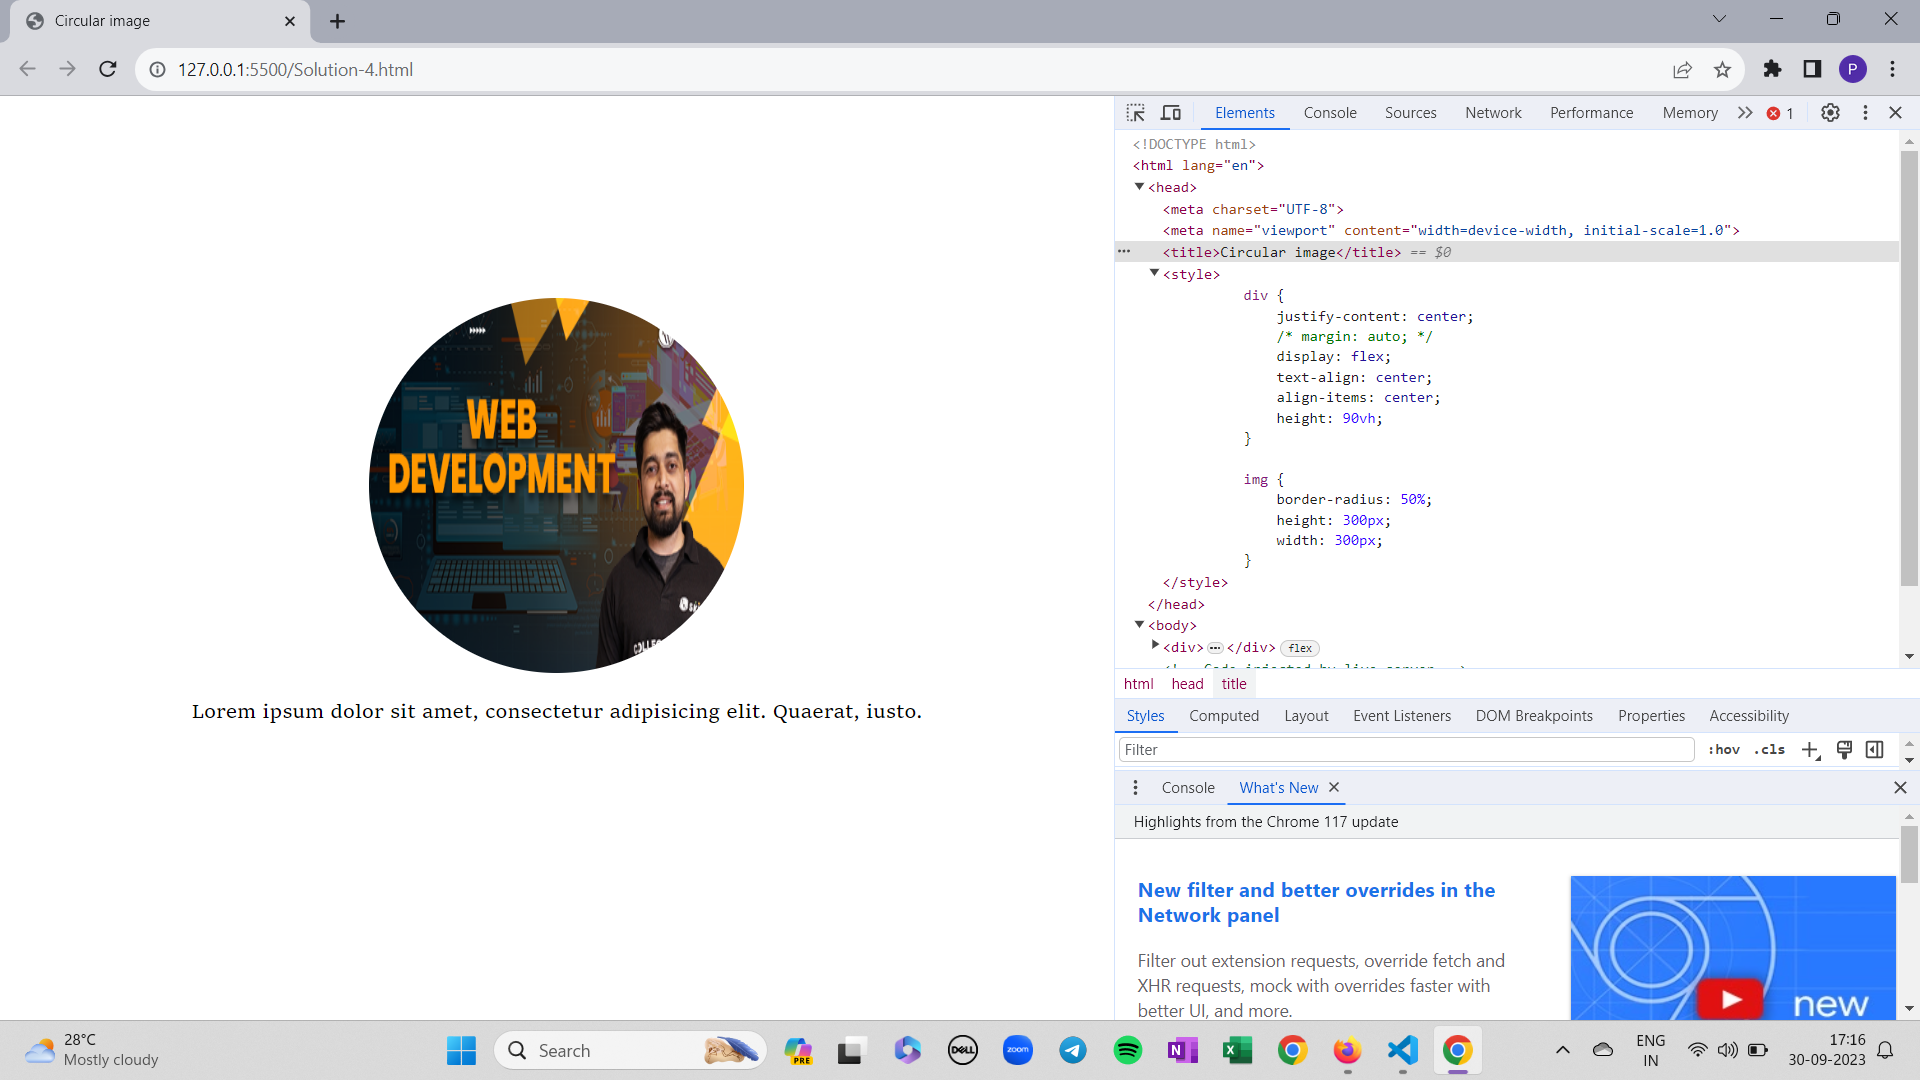 Circular image
127.0.0.1:5500/Solution-4.html
P
WEB
DEVELOPMENT
Lorem ipsum dolor sit amet, consectetur adipisicing elit. Quaerat, iusto.
Elements Console Sources Network Performance Memory 1
<!DOCTYPE html>
<html lang="en">
<head>
<meta charset="UTF-8">
<meta name="viewport" content="width=device-width, initial-scale=1.0">
<title>Circular image</title> == $0
<style>
div {
justify-content: center;
/* margin: auto; */
display: flex;
text-align: center;
align-items: center;
height: 90vh;
}
img {
border-radius: 50%;
height: 300px;
width: 300px;
}
</style>
</head>
<body>
<div>…</div> flex
html head title
Styles Computed Layout Event Listeners DOM Breakpoints Properties Accessibility
Filter :hov .cls
Console What's New
Highlights from the Chrome 117 update
New filter and better overrides in the
Network panel
Filter out extension requests, override fetch and
XHR requests, mock with overrides faster with
better UI, and more.
new
28°C
Mostly cloudy
Search
PRE
DELL
zoom
ENG
IN
17:16
30-09-2023